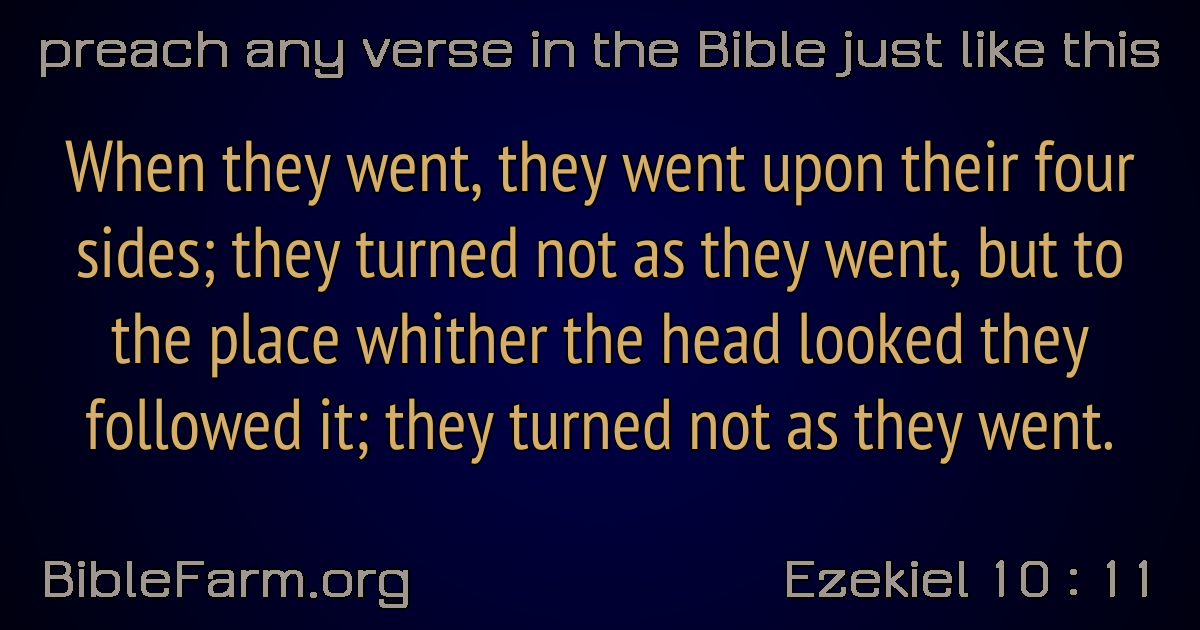 preach any verse in the Bible just like this
When they went, they went upon their four
sides; they turned not as they went, but to
the place whither the head looked they
followed it; they turned not as they went.
BibleFarm.org
Ezekiel 10 : 11